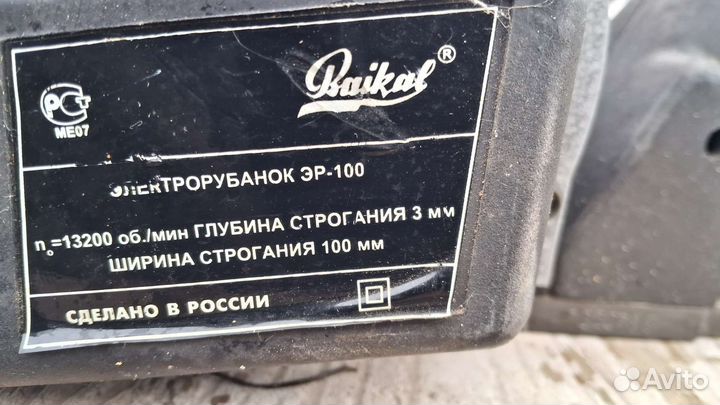 Baikal ®
РСТ
МЕ07
ЭЛЕКТРОРУБАНОК ЭР-100
n₀=13200 об./мин ГЛУБИНА СТРОГАНИЯ 3 мм
ШИРИНА СТРОГАНИЯ 100 мм
СДЕЛАНО В РОССИИ
Avito